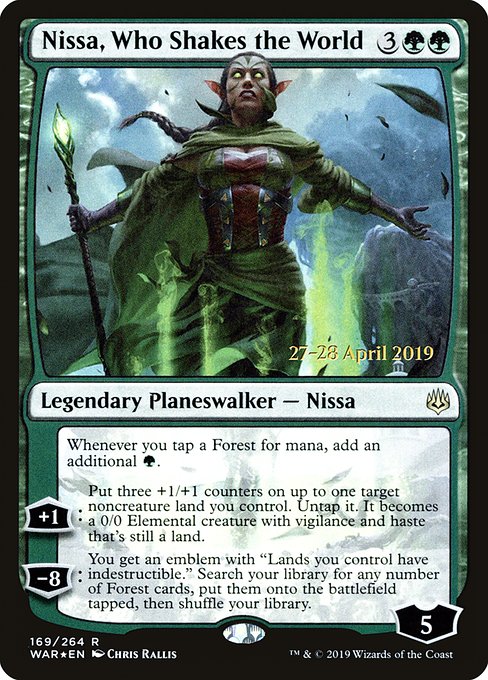 Nissa, Who Shakes the World 3
27-28 April 2019
Legendary Planeswalker — Nissa
Whenever you tap a Forest for mana, add an
additional .
+1: Put three +1/+1 counters on up to one target
noncreature land you control. Untap it. It becomes
a 0/0 Elemental creature with vigilance and haste
that's still a land.
−8: You get an emblem with “Lands you control have
indestructible.” Search your library for any number
of Forest cards, put them onto the battlefield
tapped, then shuffle your library.
5
169/264 R
WAR★EN Chris Rallis
™ & © 2019 Wizards of the Coast